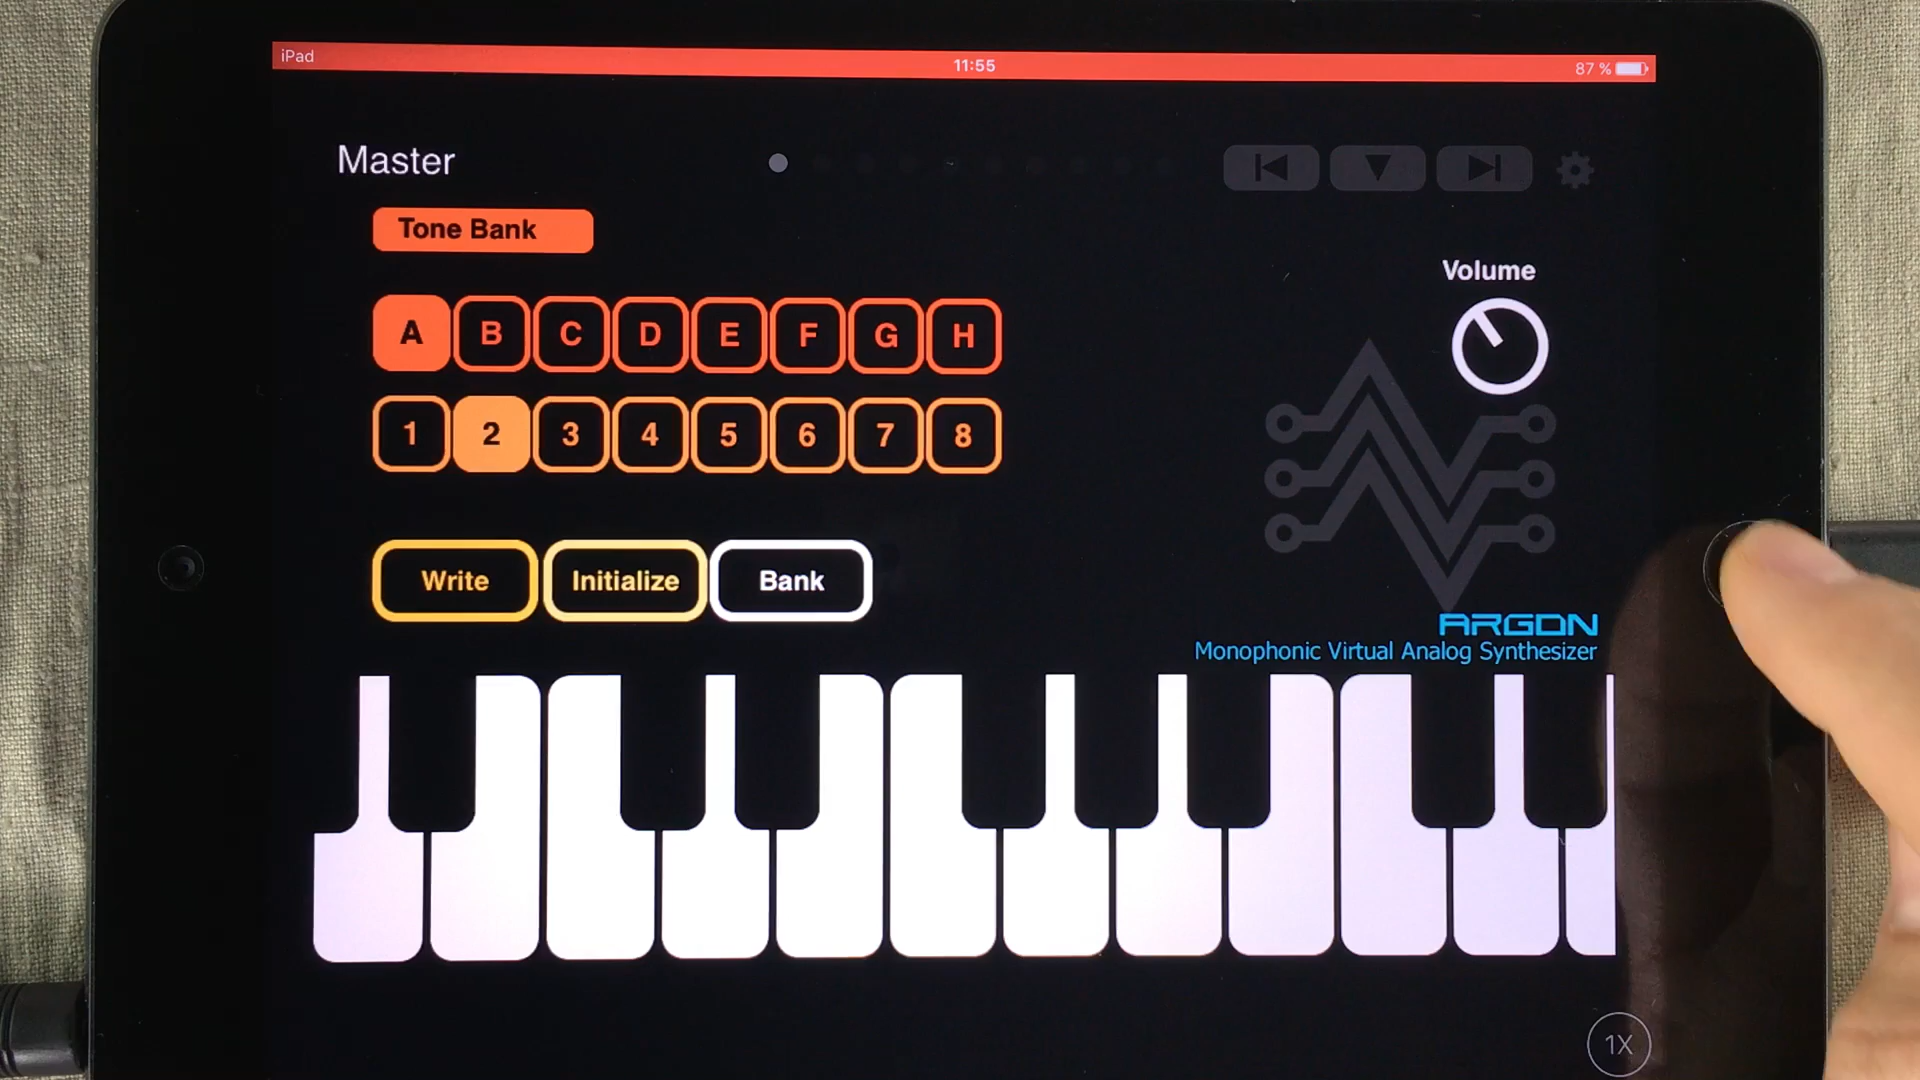 iPad 11:55 87 %
Master
Tone Bank
Volume
A B C D E F G H
1 2 3 4 5 6 7 8
Write Initialize Bank
ARGON
Monophonic Virtual Analog Synthesizer
1X